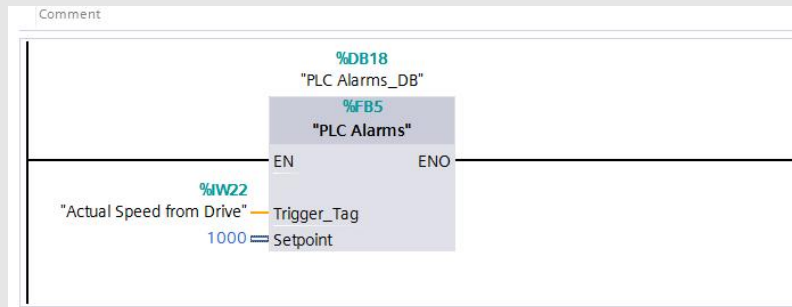 Comment
%DB18
"PLC Alarms_DB"
%FB5
"PLC Alarms"
EN ENO
%IW22
"Actual Speed from Drive" Trigger_Tag
1000 Setpoint